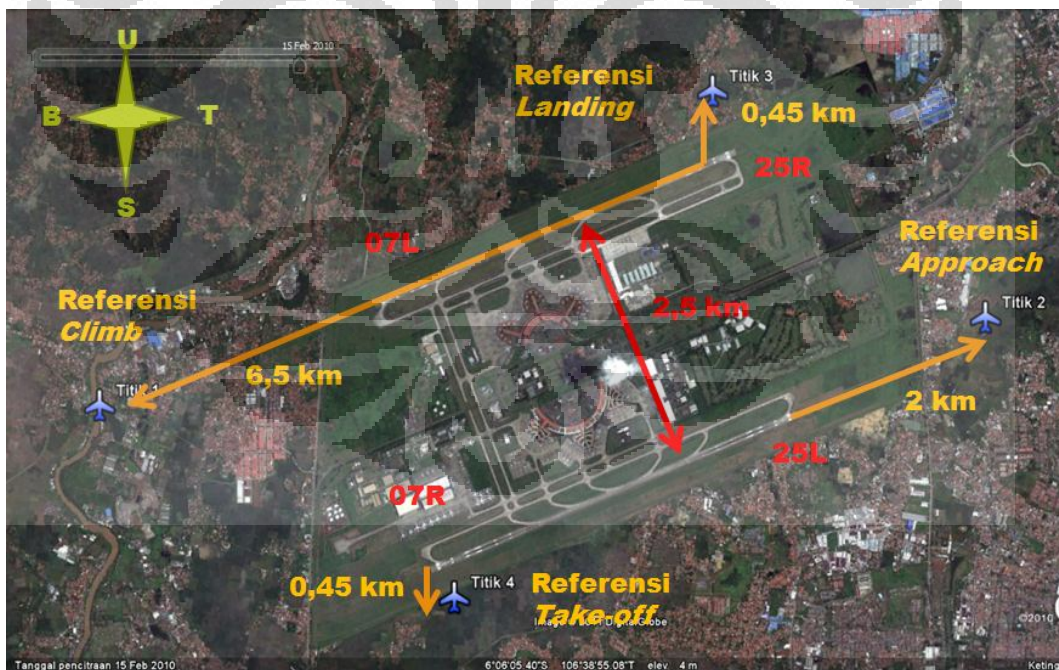 U
15 Feb 2010
B
T
S
Referensi
Landing
Titik 3
0,45 km
25R
07L
Referensi
Approach
Referensi
Climb
2,5 km
Titik 2
6,5 km
Titik 1
2 km
25L
07R
0,45 km
Titik 4
Referensi
Take-off
©2010
Tanggal pencitraan 15 Feb 2010
6°06'05.40"S 106°38'55.08"T elev. 4 m
Keting